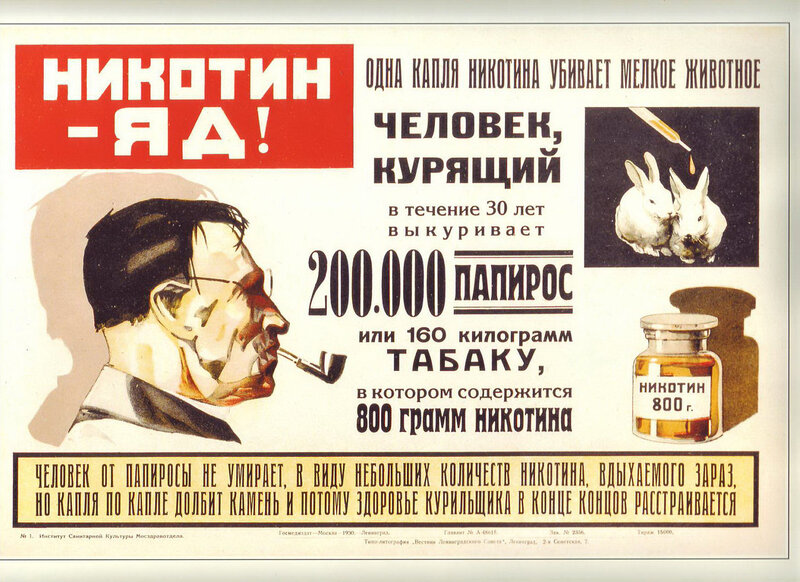 НИКОТИН
-ЯД!
ОДНА КАПЛЯ НИКОТИНА УБИВАЕТ МЕЛКОЕ ЖИВОТНОЕ
ЧЕЛОВЕК,
КУРЯЩИЙ
в течение 30 лет
выкуривает
200.000 ПАПИРОС
или 160 килограмм
ТАБАКУ,
в котором содержится
800 грамм никотина
НИКОТИН
800 г.
ЧЕЛОВЕК ОТ ПАПИРОСЫ НЕ УМИРАЕТ, В ВИДУ НЕБОЛЬШИХ КОЛИЧЕСТВ НИКОТИНА, ВДЫХАЕМОГО ЗАРАЗ,
НО КАПЛЯ ПО КАПЛЕ ДОЛБИТ КАМЕНЬ И ПОТОМУ ЗДОРОВЬЕ КУРИЛЬЩИКА В КОНЦЕ КОНЦОВ РАССТРАИВАЕТСЯ
№ 1. Институт Санитарной Культуры Мосздравотдела.
Госмедиздат—Москва—1930—Ленинград. Главлит № А-48615. Зак. № 2356. Тираж 15000.
Типо-литография „Вестник Ленинградского Совета", Ленинград, 2-я Советская, 7.